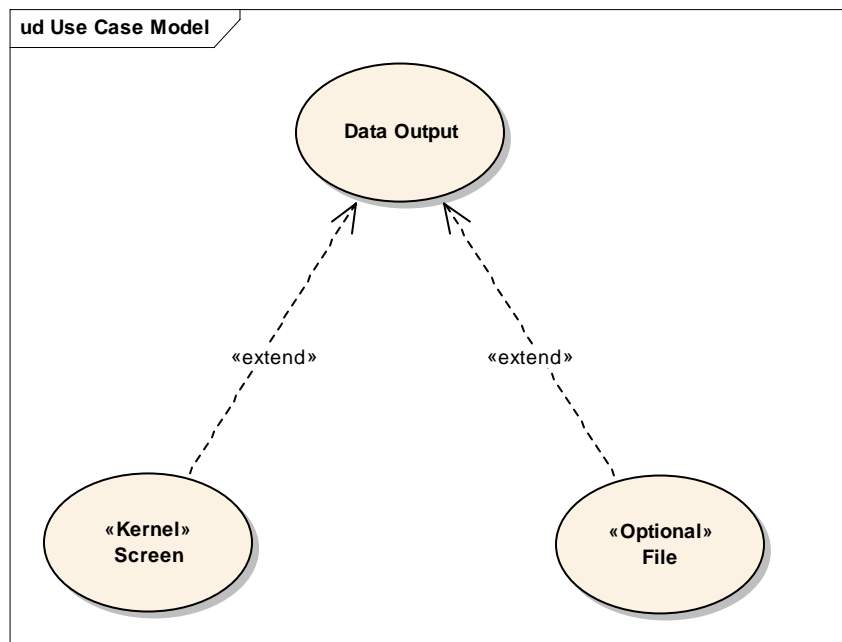 ud Use Case Model
Data Output
«extend»
«extend»
«Kernel»
Screen
«Optional»
File